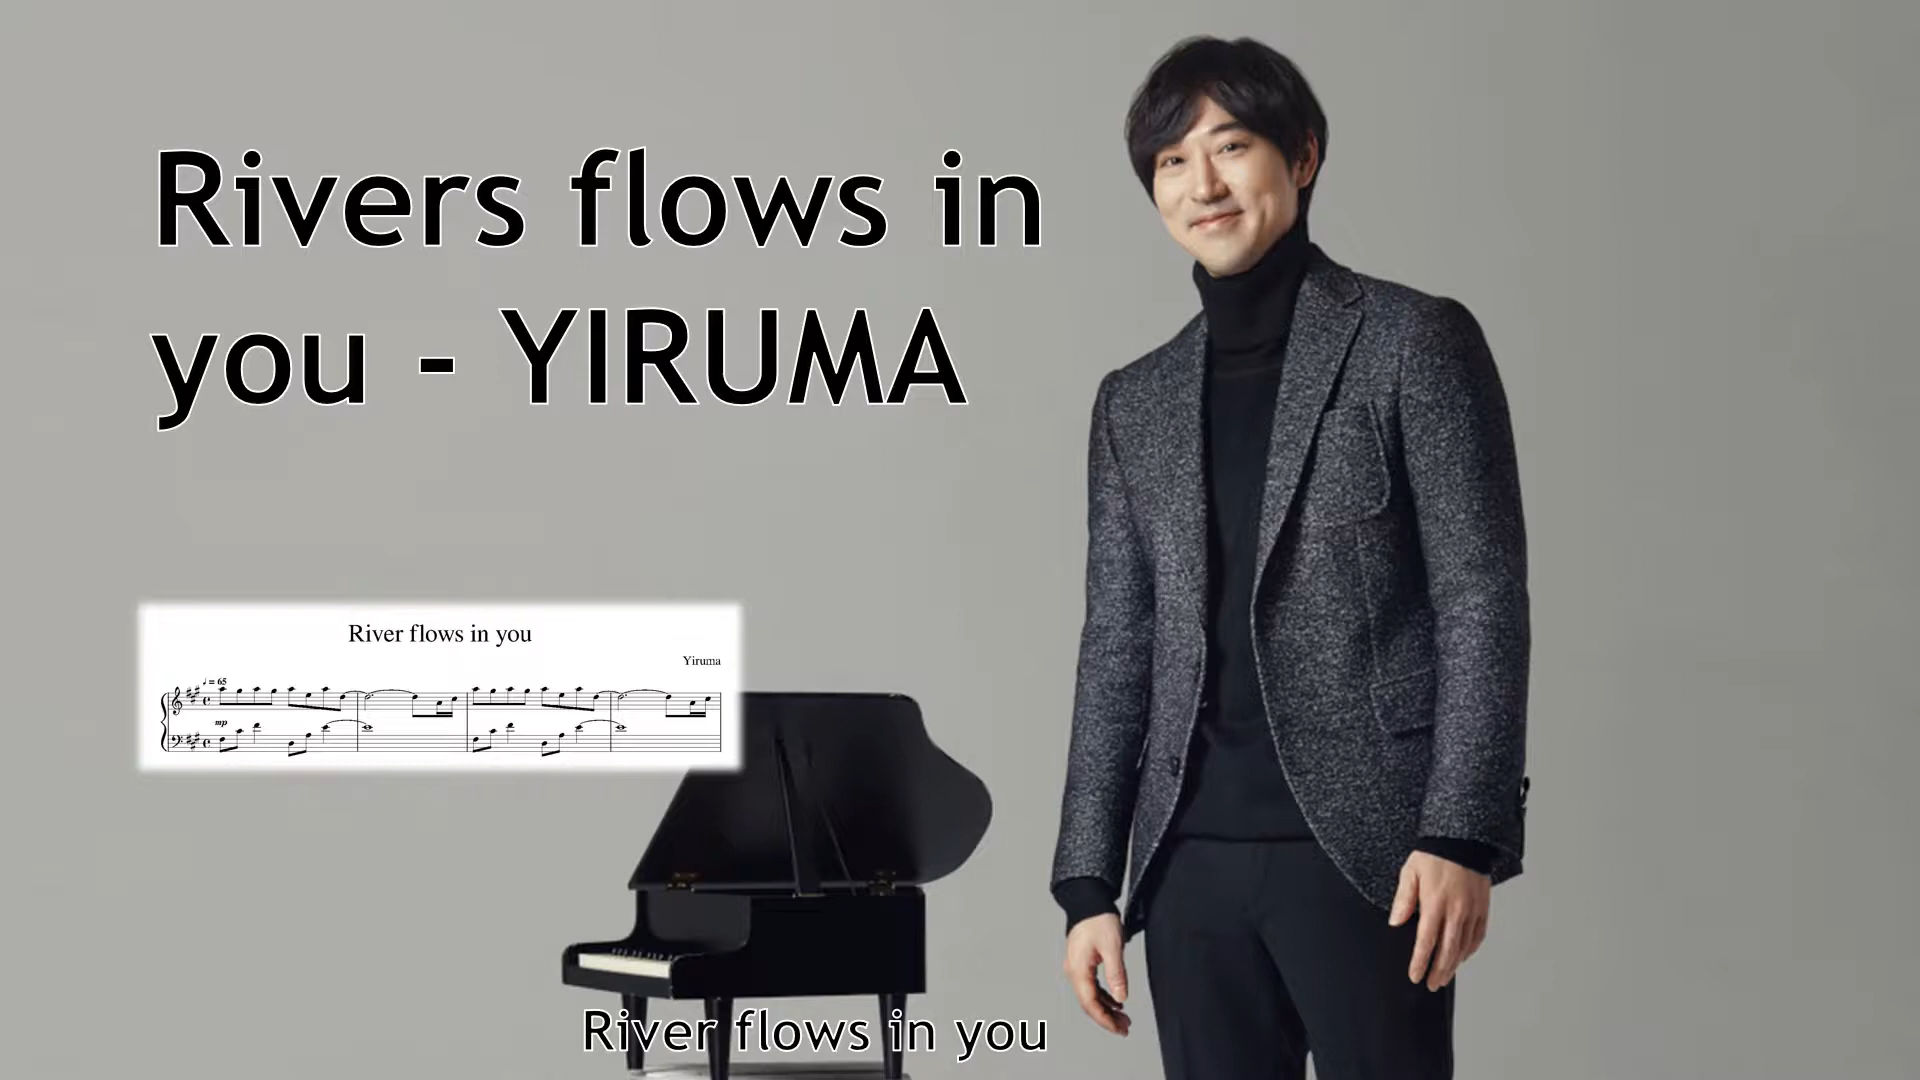 Rivers flows in
you - YIRUMA
River flows in you
Yiruma
♩ = 65
mp
River flows in you